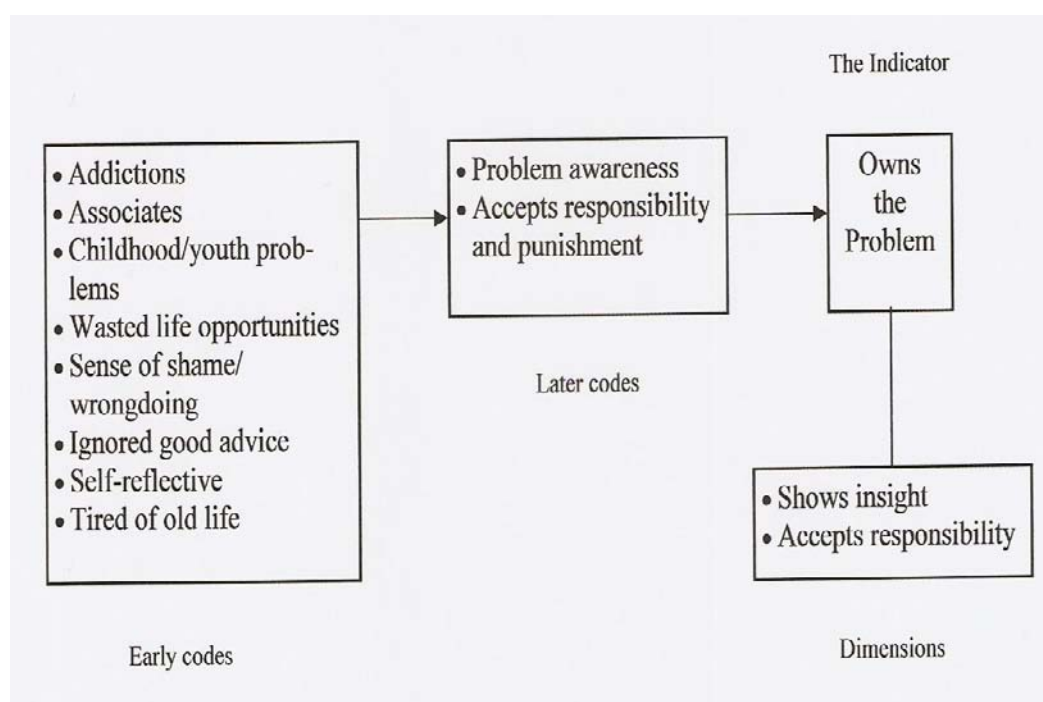 The Indicator
• Addictions
• Associates
• Childhood/youth prob-
lems
• Wasted life opportunities
• Sense of shame/
wrongdoing
• Ignored good advice
• Self-reflective
• Tired of old life
Early codes
• Problem awareness
• Accepts responsibility
and punishment
Later codes
Owns
the
Problem
• Shows insight
• Accepts responsibility
Dimensions